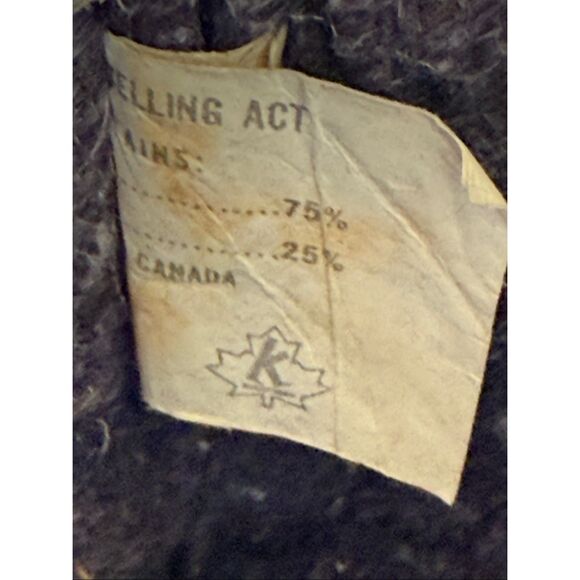 ELLING ACT
AINS:
..............75%
..............25%
CANADA
K